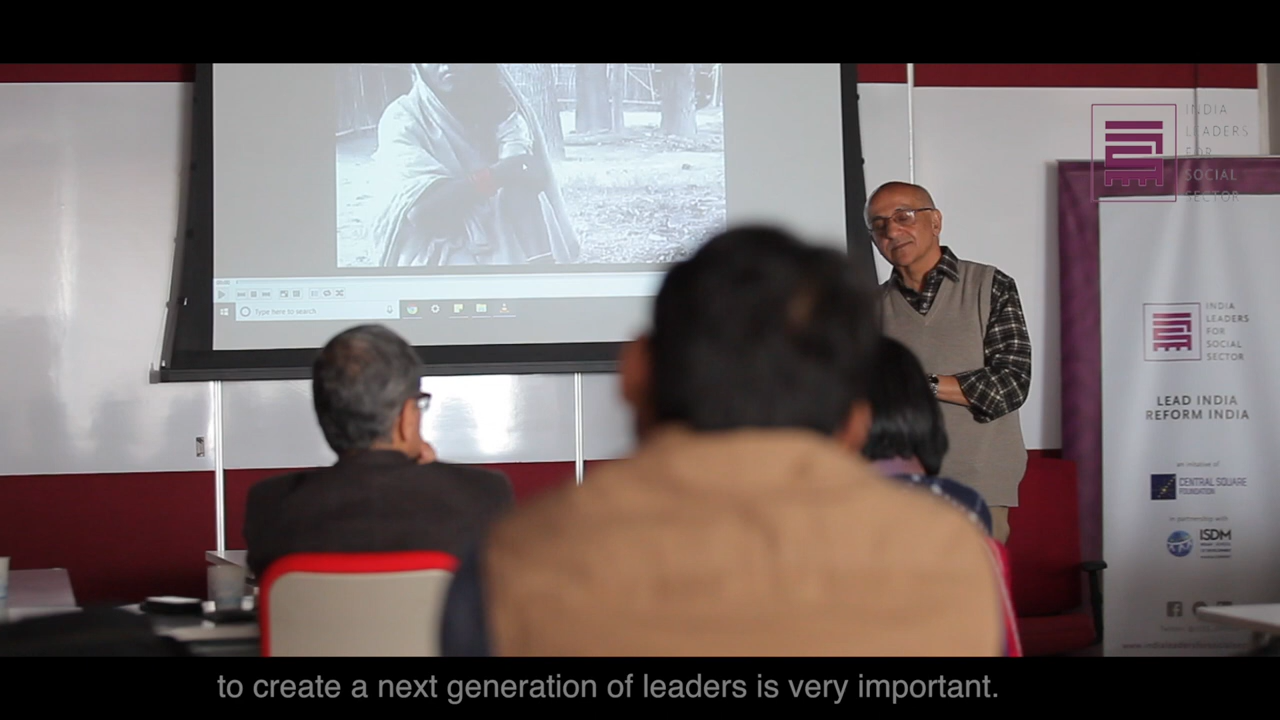 INDIA
LEADERS
FOR
SOCIAL
SECTOR
Type here to search
INDIA
LEADERS
FOR
SOCIAL
SECTOR
LEAD INDIA
REFORM INDIA
an initiative of
CENTRAL SQUARE
FOUNDATION
in partnership with
ISDM
to create a next generation of leaders is very important.